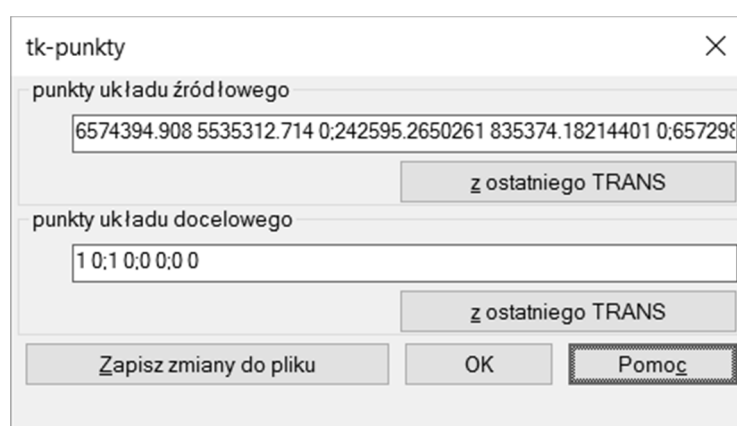 tk-punkty
punkty układu źródłowego
6574394.908 5535312.714 0;242595.2650261 835374.18214401 0;657298
z ostatniego TRANS
punkty układu docelowego
1 0;1 0;0 0;0 0
z ostatniego TRANS
Zapisz zmiany do pliku OK Pomoc